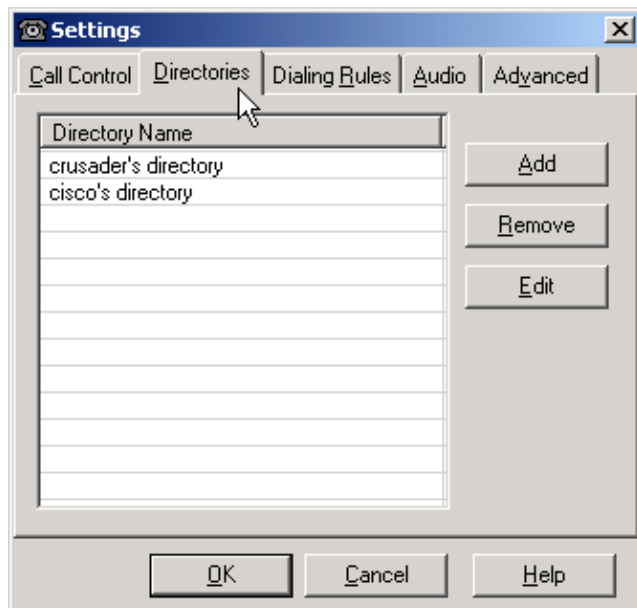 Settings
Call Control Directories Dialing Rules Audio Advanced
Directory Name
crusader's directory
cisco's directory
Add
Remove
Edit
OK Cancel Help